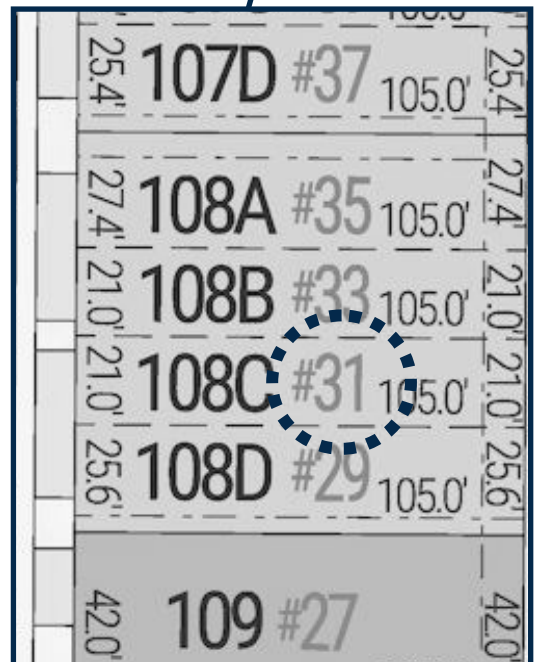 25.4' 107D #37 105.0' 25.4'
27.4' 108A #35 105.0' 27.4'
21.0' 108B #33 105.0' 21.0'
21.0' 108C #31 105.0' 21.0'
25.6' 108D #29 105.0' 25.6'
42.0' 109 #27 42.0'